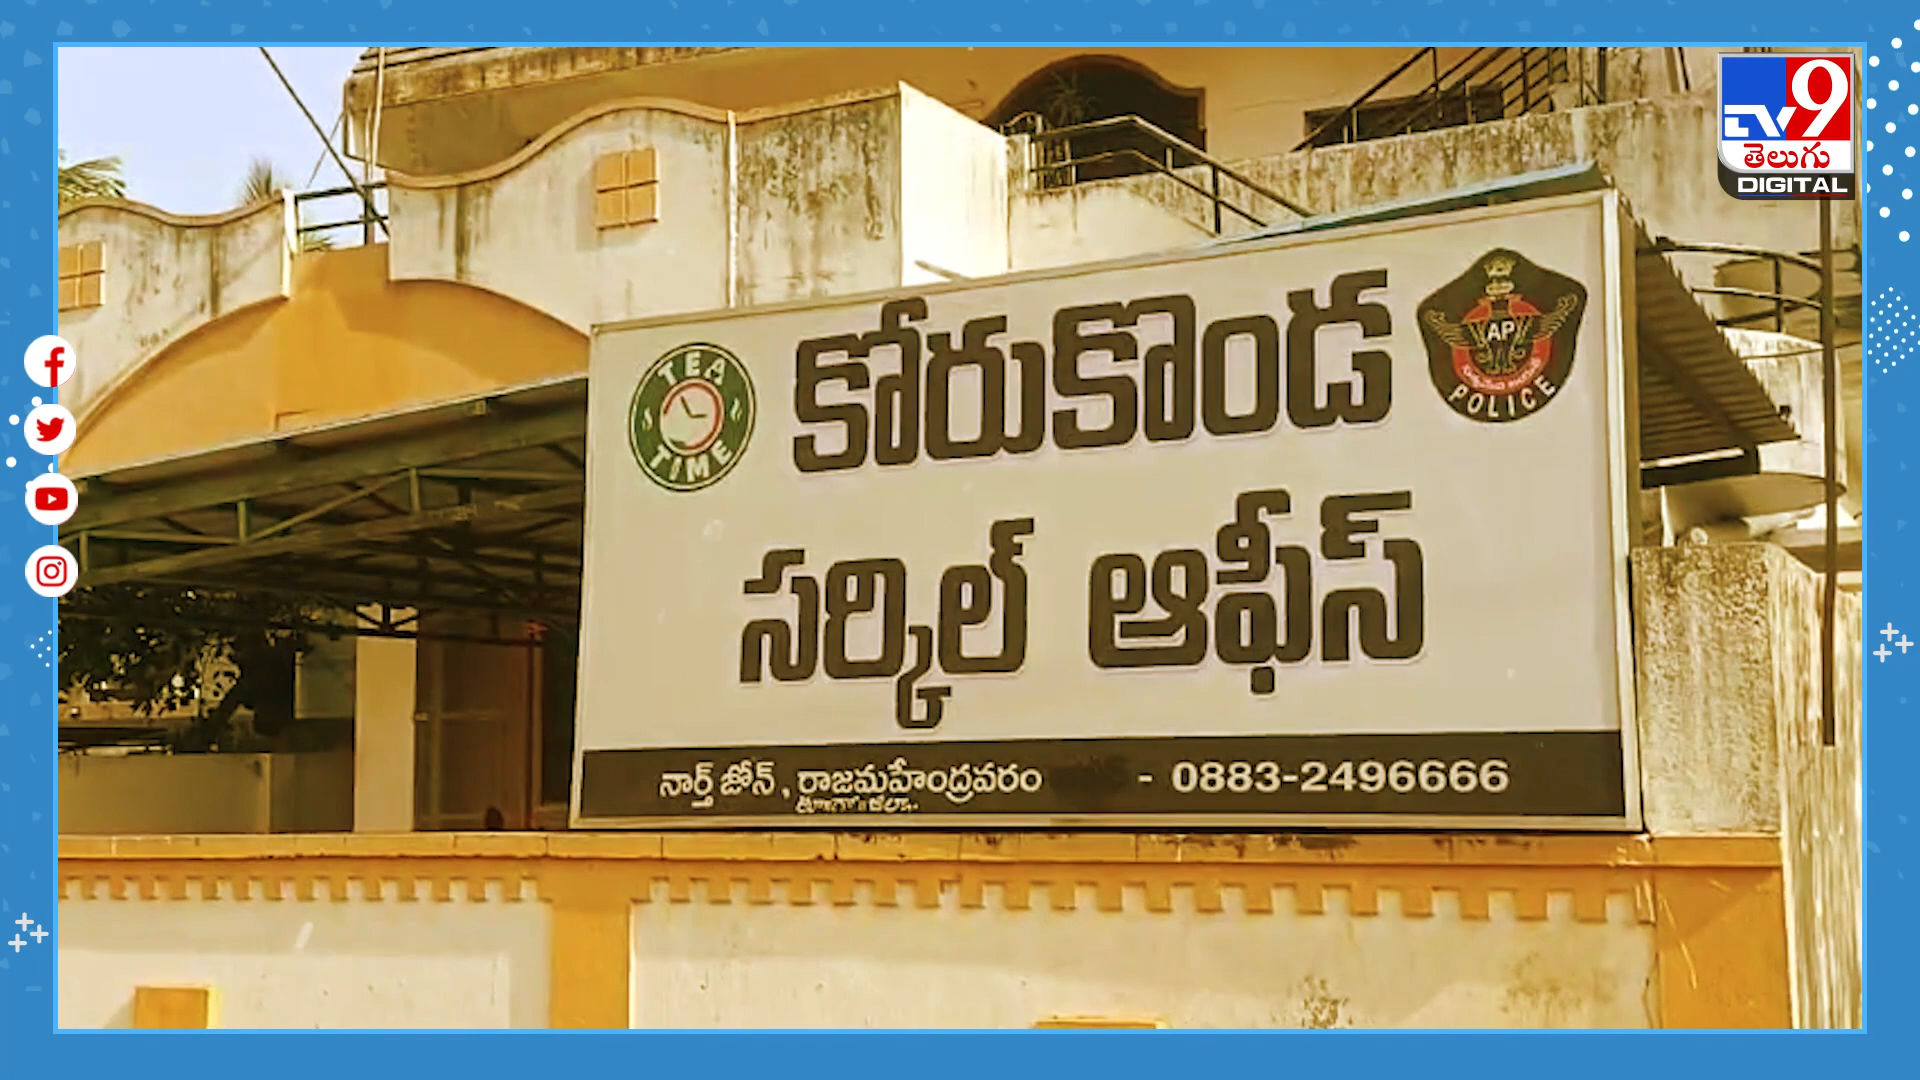 TV9
తెలుగు
DIGITAL
TEA
TIME
కోరుకొండ
AP
POLICE
సర్కిల్ ఆఫీస్
నార్త్ జోన్, రాజమహేంద్రవరం - 0883-2496666